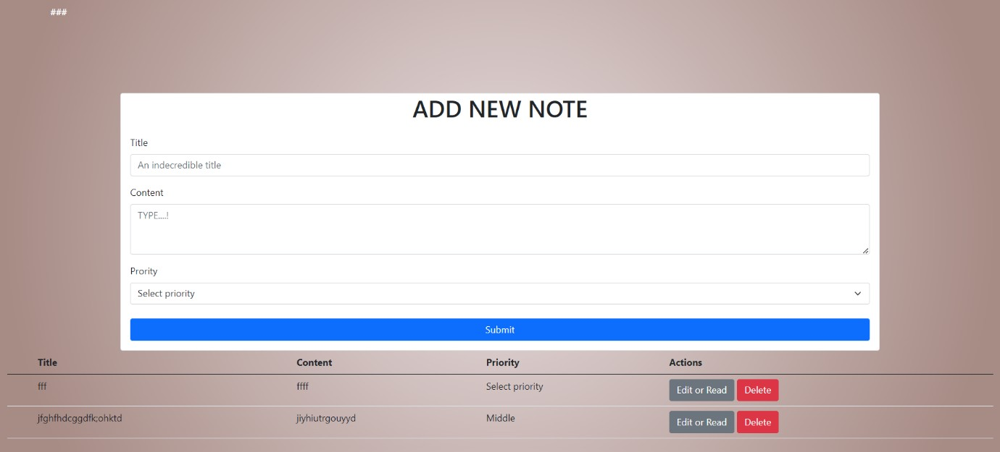 ###
ADD NEW NOTE
Title
An indecredible title
Content
TYPE....!
Prority
Select priority
Submit
Title Content Priority Actions
fff ffff Select priority Edit or Read Delete
jfghfhdcggdfk;ohktd jiyhiutrgouyyd Middle Edit or Read Delete